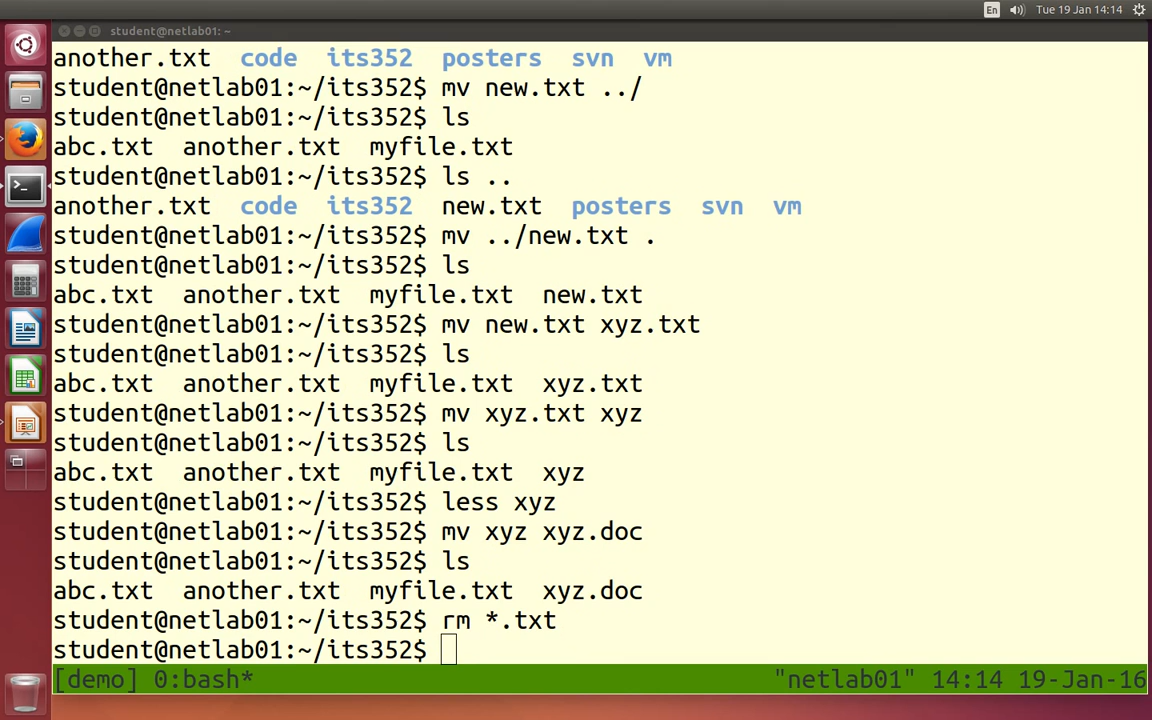 En Tue 19 Jan 14:14
student@netlab01: ~
another.txt code its352 posters svn vm
student@netlab01:~/its352$ mv new.txt ../
student@netlab01:~/its352$ ls
abc.txt another.txt myfile.txt
student@netlab01:~/its352$ ls ..
another.txt code its352 new.txt posters svn vm
student@netlab01:~/its352$ mv ../new.txt .
student@netlab01:~/its352$ ls
abc.txt another.txt myfile.txt new.txt
student@netlab01:~/its352$ mv new.txt xyz.txt
student@netlab01:~/its352$ ls
abc.txt another.txt myfile.txt xyz.txt
student@netlab01:~/its352$ mv xyz.txt xyz
student@netlab01:~/its352$ ls
abc.txt another.txt myfile.txt xyz
student@netlab01:~/its352$ less xyz
student@netlab01:~/its352$ mv xyz xyz.doc
student@netlab01:~/its352$ ls
abc.txt another.txt myfile.txt xyz.doc
student@netlab01:~/its352$ rm *.txt
student@netlab01:~/its352$
[demo] 0:bash* "netlab01" 14:14 19-Jan-16